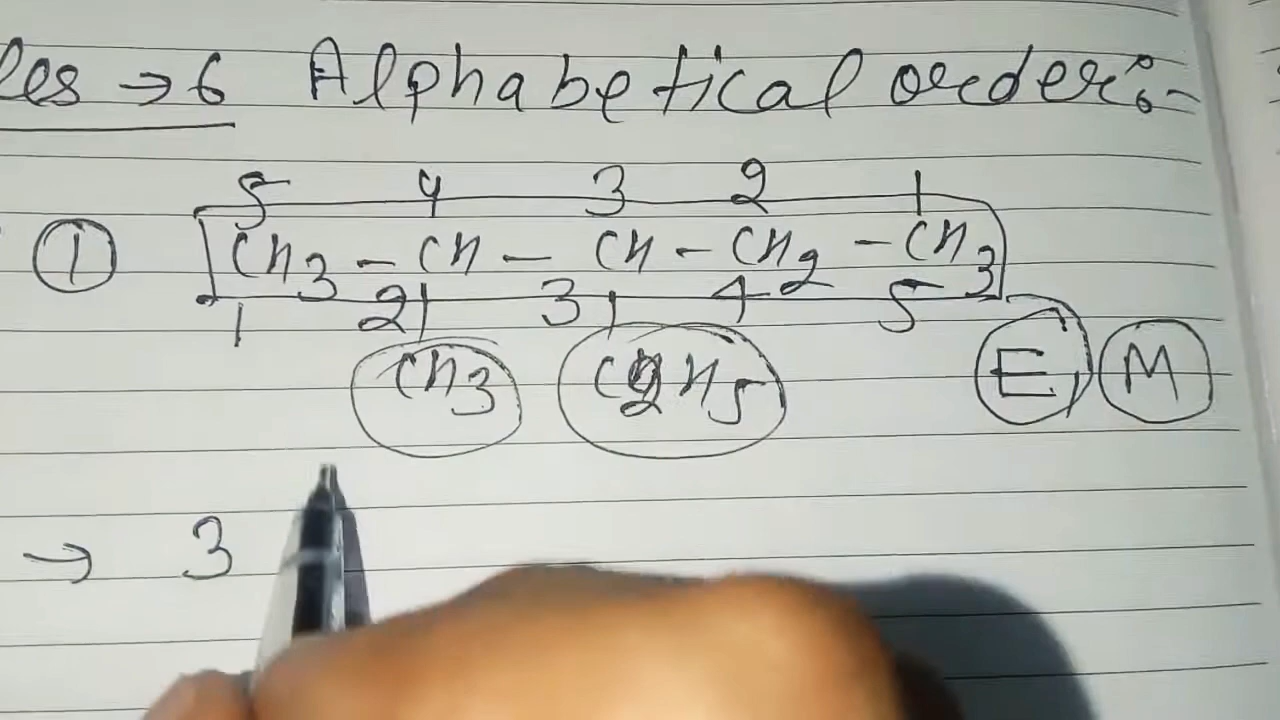 les → 6 Alphabetical order:-
5 4 3 2 1
① CH3 - CH - CH - CH2 - CH3
1 2 3 4 5
CH3 C2H5 E, M
→ 3